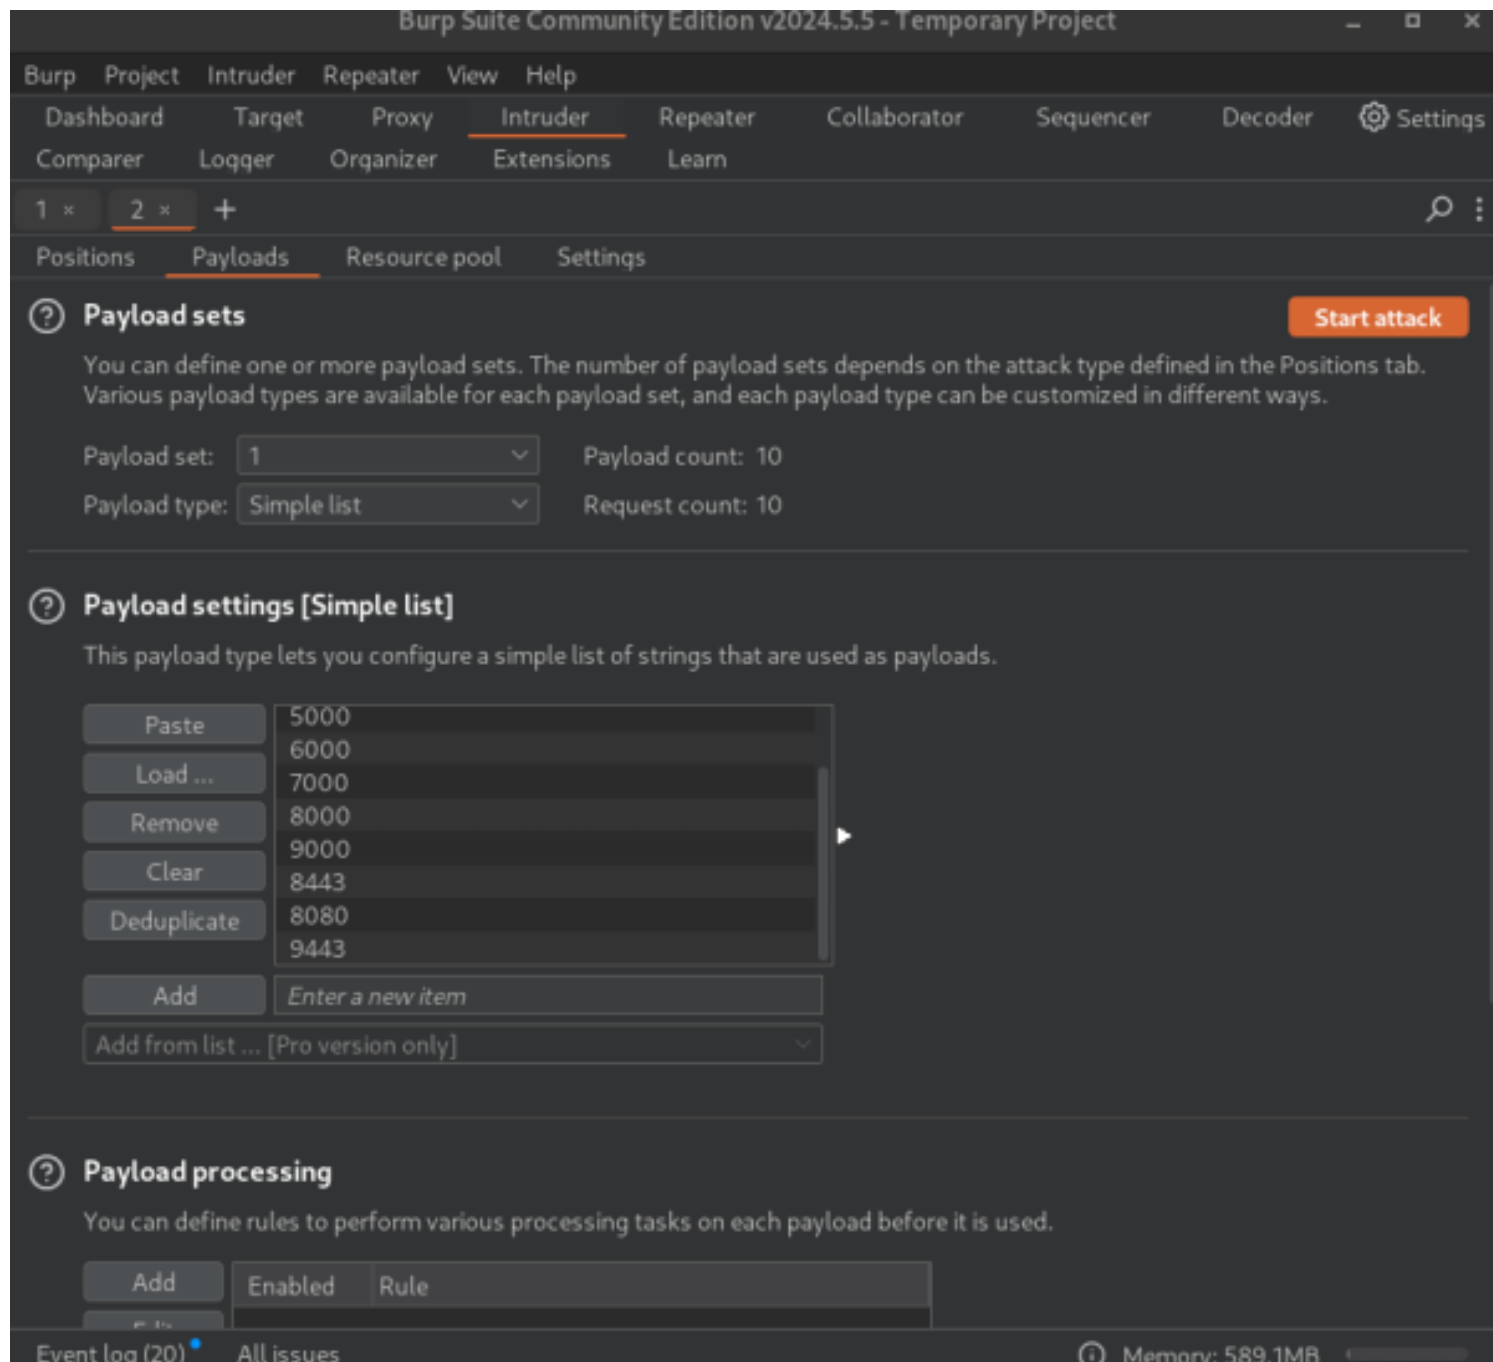 Burp Suite Community Edition v2024.5.5 - Temporary Project
Burp Project Intruder Repeater View Help
Dashboard Target Proxy Intruder Repeater Collaborator Sequencer Decoder Settings
Comparer Logger Organizer Extensions Learn
1 × 2 × +
Positions Payloads Resource pool Settings
? Payload sets Start attack
You can define one or more payload sets. The number of payload sets depends on the attack type defined in the Positions tab.
Various payload types are available for each payload set, and each payload type can be customized in different ways.
Payload set: 1 Payload count: 10
Payload type: Simple list Request count: 10
? Payload settings [Simple list]
This payload type lets you configure a simple list of strings that are used as payloads.
Paste
Load ...
Remove
Clear
Deduplicate
5000
6000
7000
8000
9000
8443
8080
9443
Add Enter a new item
Add from list ... [Pro version only]
? Payload processing
You can define rules to perform various processing tasks on each payload before it is used.
Add Enabled Rule
Edit
Event log (20) All issues Memory: 589.1MB